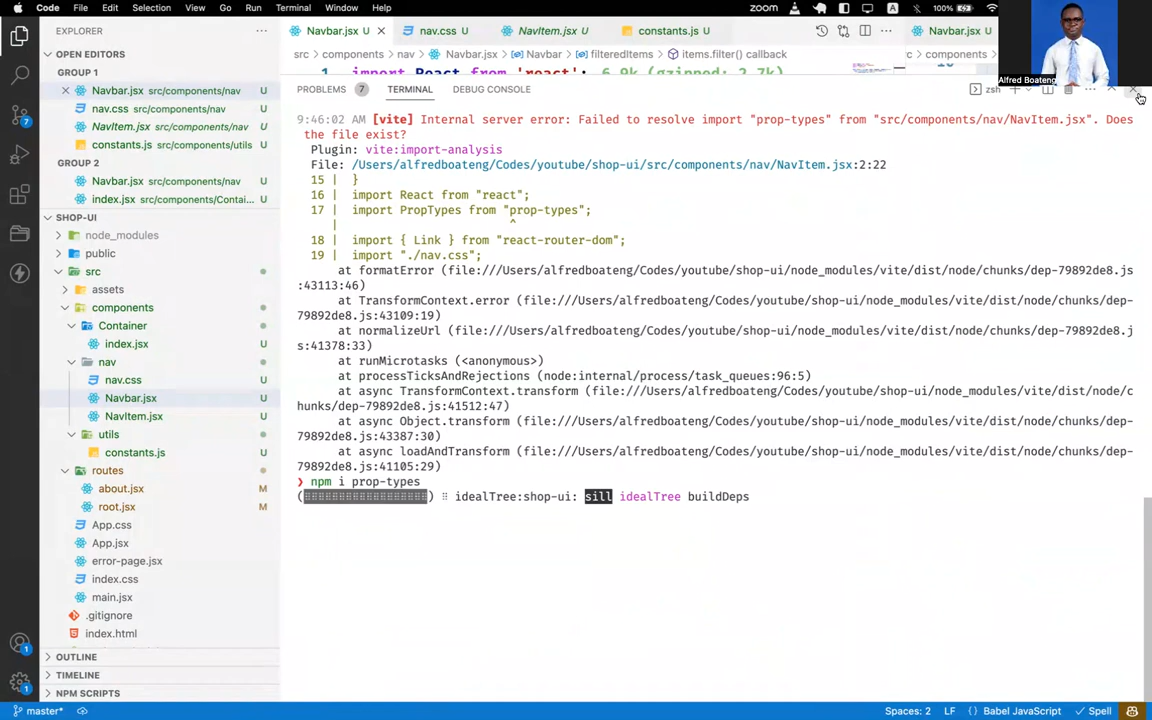 Code File Edit Selection View Go Run Terminal Window Help zoom A 100%
EXPLORER
OPEN EDITORS
GROUP 1
Navbar.jsx src/components/nav U
nav.css src/components/nav U
NavItem.jsx src/components/nav U
constants.js src/components/utils U
GROUP 2
Navbar.jsx src/components/nav U
index.jsx src/components/Contai... U
SHOP-UI
node_modules
public
src
assets
components
Container
index.jsx U
nav
nav.css U
Navbar.jsx U
NavItem.jsx U
utils
constants.js U
routes
about.jsx M
root.jsx M
App.css
App.jsx
error-page.jsx
index.css
main.jsx
.gitignore
index.html
OUTLINE
TIMELINE
NPM SCRIPTS
7
1
1
Navbar.jsx U nav.css U NavItem.jsx U constants.js U Navbar.jsx U
src > components > nav > Navbar.jsx > Navbar > filteredItems > items.filter() callback
src > components
1 import React from 'react'; 6.9k (gzipped: 2.7k)
PROBLEMS 7 TERMINAL DEBUG CONSOLE zsh
Alfred Boateng
9:46:02 AM [vite] Internal server error: Failed to resolve import "prop-types" from "src/components/nav/NavItem.jsx". Does
the file exist?
Plugin: vite:import-analysis
File: /Users/alfredboateng/Codes/youtube/shop-ui/src/components/nav/NavItem.jsx:2:22
15 | }
16 | import React from "react";
17 | import PropTypes from "prop-types";
| ^
18 | import { Link } from "react-router-dom";
19 | import "./nav.css";
at formatError (file:///Users/alfredboateng/Codes/youtube/shop-ui/node_modules/vite/dist/node/chunks/dep-79892de8.js
:43113:46)
at TransformContext.error (file:///Users/alfredboateng/Codes/youtube/shop-ui/node_modules/vite/dist/node/chunks/dep-
79892de8.js:43109:19)
at normalizeUrl (file:///Users/alfredboateng/Codes/youtube/shop-ui/node_modules/vite/dist/node/chunks/dep-79892de8.j
s:41378:33)
at runMicrotasks (<anonymous>)
at processTicksAndRejections (node:internal/process/task_queues:96:5)
at async TransformContext.transform (file:///Users/alfredboateng/Codes/youtube/shop-ui/node_modules/vite/dist/node/c
hunks/dep-79892de8.js:41512:47)
at async Object.transform (file:///Users/alfredboateng/Codes/youtube/shop-ui/node_modules/vite/dist/node/chunks/dep-
79892de8.js:43387:30)
at async loadAndTransform (file:///Users/alfredboateng/Codes/youtube/shop-ui/node_modules/vite/dist/node/chunks/dep-
79892de8.js:41105:29)
❯ npm i prop-types
(⠿⠿⠿⠿⠿⠿⠿⠿⠿⠿⠿⠿⠿⠿⠿⠿⠿⠿) ⠿ idealTree:shop-ui: sill idealTree buildDeps
master* Spaces: 2 LF {} Babel JavaScript Spell